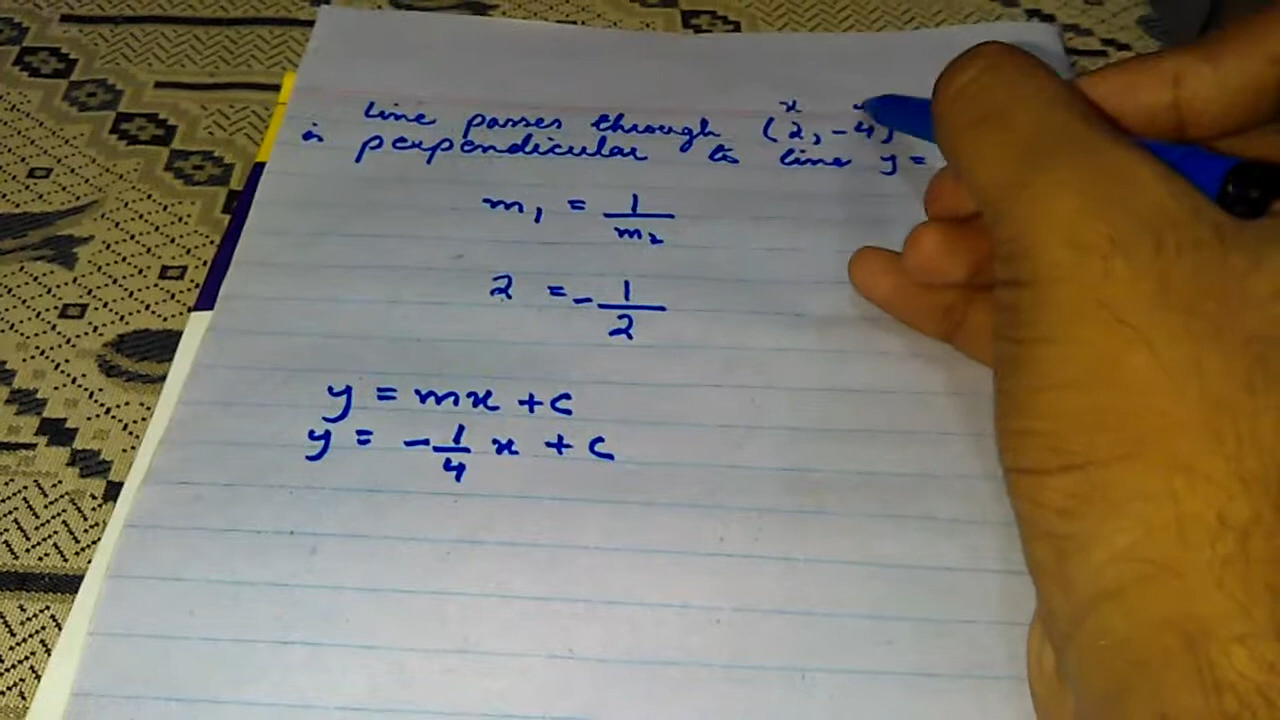 x
Line passes through (2, -4)
is perpendicular to line y =
m₁ = 1/m₂
2 = - 1/2
y = mx + c
y = - 1/4 x + c